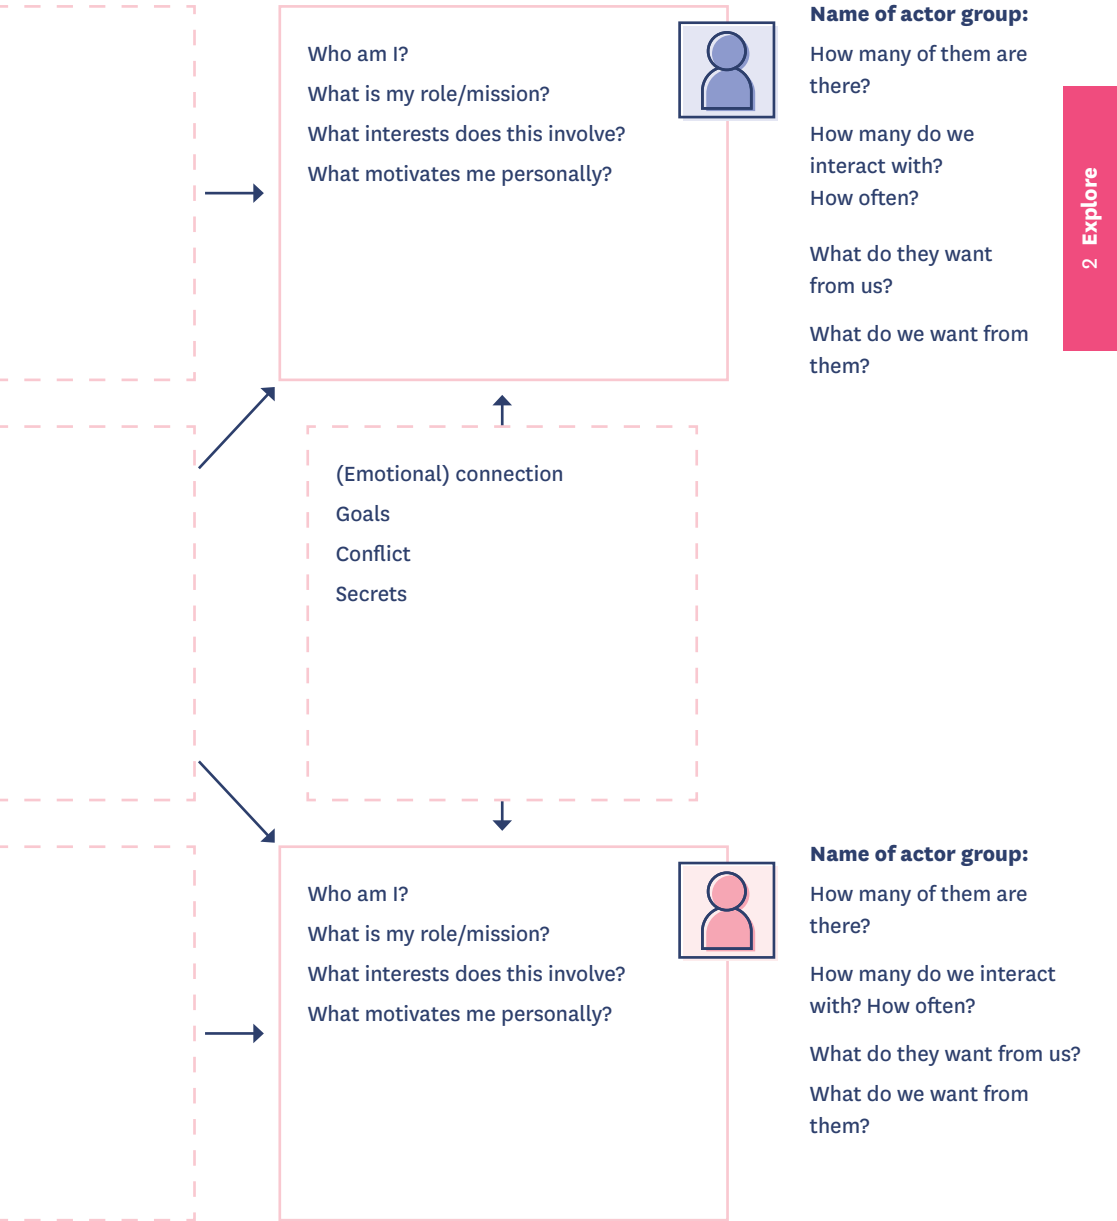 Who am I?
What is my role/mission?
What interests does this involve?
What motivates me personally?
Name of actor group:
How many of them are
there?
How many do we
interact with?
How often?
What do they want
from us?
What do we want from
them?
2 Explore
(Emotional) connection
Goals
Conflict
Secrets
Who am I?
What is my role/mission?
What interests does this involve?
What motivates me personally?
Name of actor group:
How many of them are
there?
How many do we interact
with? How often?
What do they want from us?
What do we want from
them?